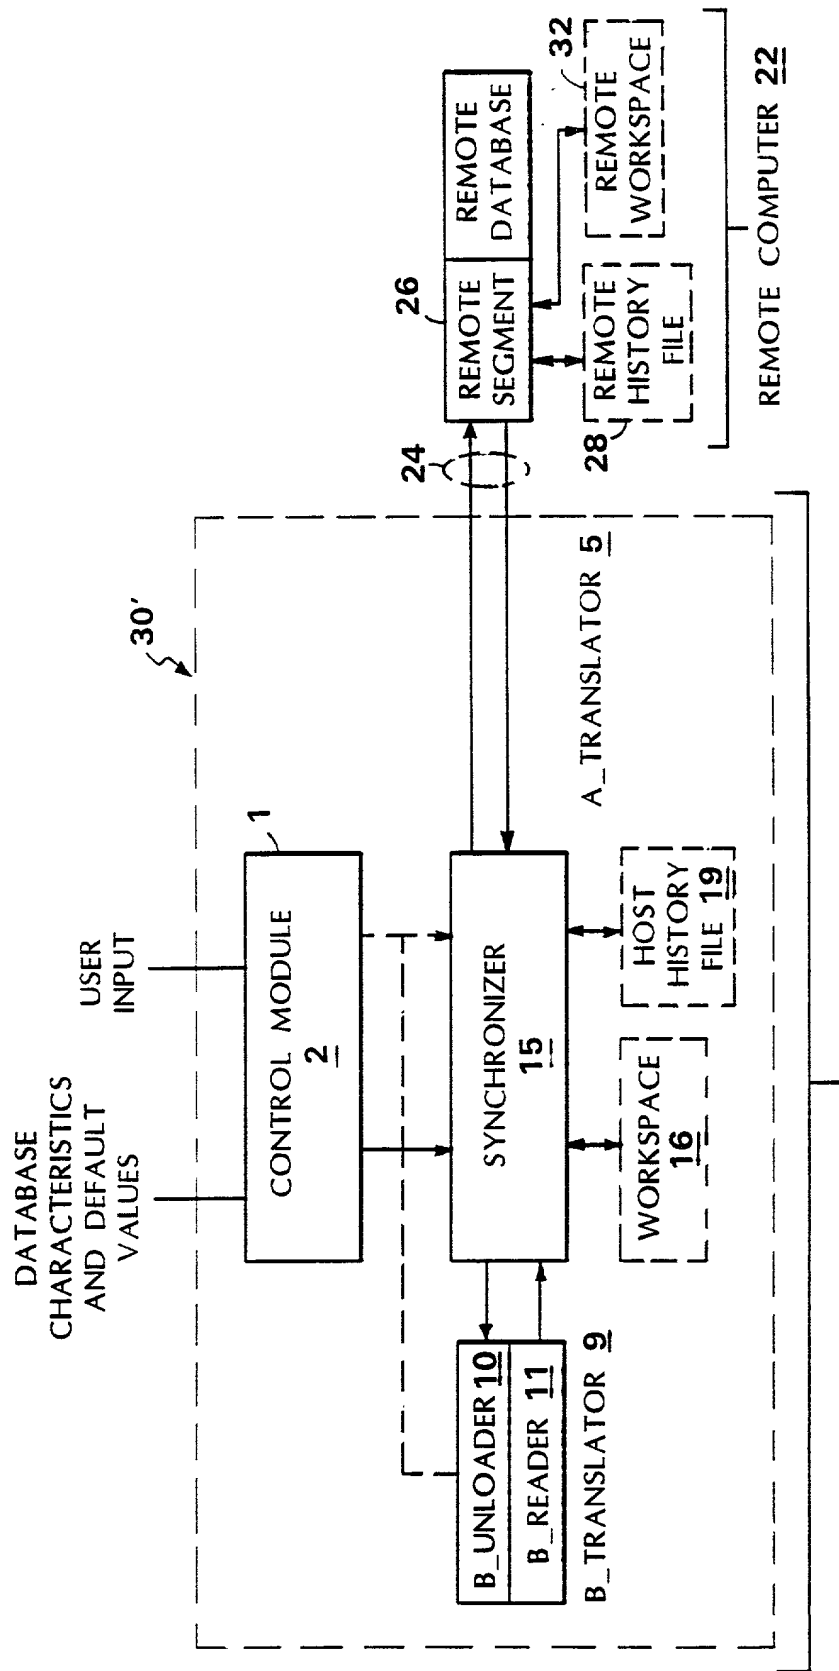 DATABASE
CHARACTERISTICS
AND DEFAULT
VALUES
USER
INPUT
30'
1
CONTROL MODULE
2
B_UNLOADER 10
B_READER 11
B_TRANSLATOR 9
SYNCHRONIZER
15
WORKSPACE
16
HOST
HISTORY
FILE 19
A_TRANSLATOR 5
24
26
REMOTE
SEGMENT
REMOTE
DATABASE
28
REMOTE
HISTORY
FILE
32
REMOTE
WORKSPACE
REMOTE COMPUTER 22